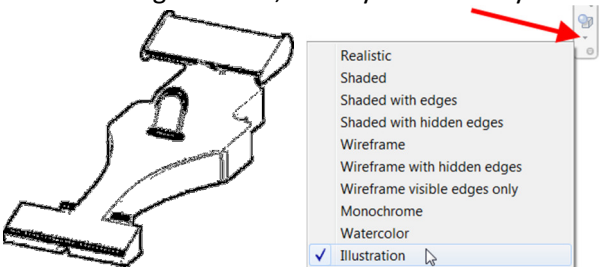 Realistic
Shaded
Shaded with edges
Shaded with hidden edges
Wireframe
Wireframe with hidden edges
Wireframe visible edges only
Monochrome
Watercolor
Illustration